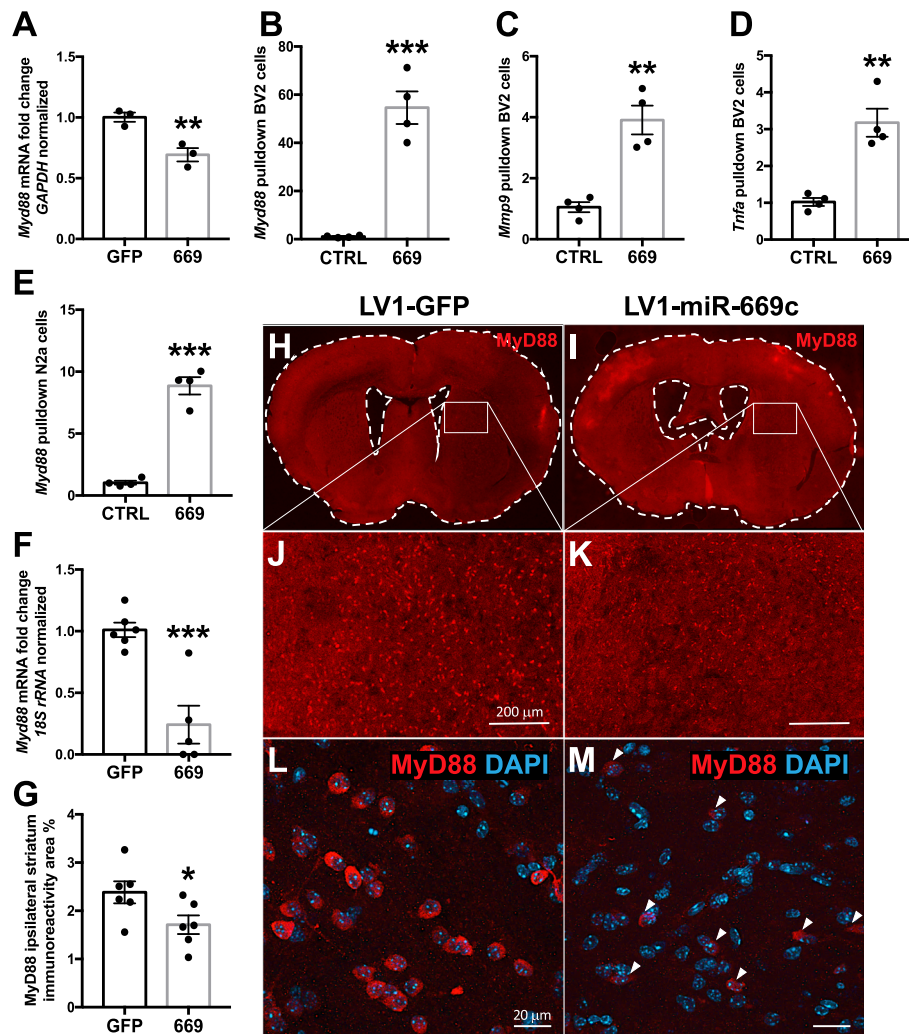 A
Myd88 mRNA fold change
GAPDH normalized
1.5
1.0
0.5
0.0
**
GFP
669
B
Myd88 pulldown BV2 cells
80
60
40
20
0
***
CTRL
669
C
Mmp9 pulldown BV2 cells
6
4
2
0
**
CTRL
669
D
Tnfa pulldown BV2 cells
5
4
3
2
1
0
**
CTRL
669
E
Myd88 pulldown N2a cells
15
10
5
0
***
CTRL
669
F
Myd88 mRNA fold change
18S rRNA normalized
1.5
1.0
0.5
0.0
***
GFP
669
G
MyD88 ipsilateral striatum
immunoreactivity area %
4
3
2
1
0
*
GFP
669
LV1-GFP
LV1-miR-669c
H
MyD88
I
MyD88
J
200 μm
K
L
MyD88 DAPI
20 μm
M
MyD88 DAPI